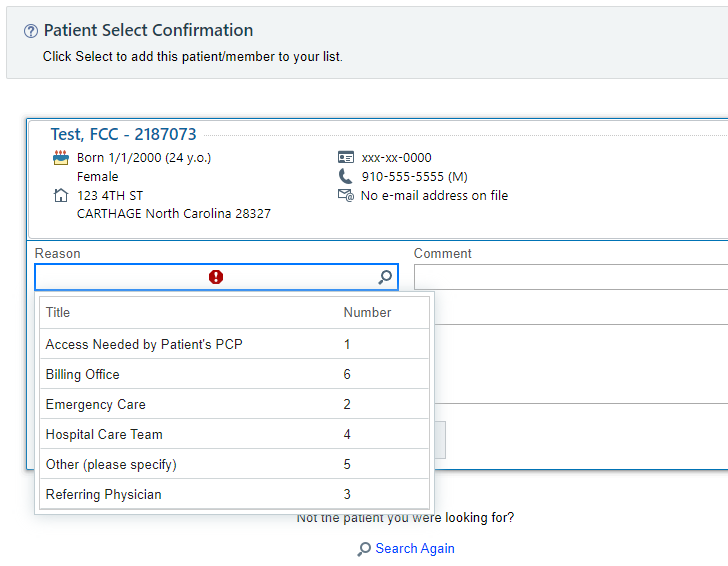 Patient Select Confirmation
Click Select to add this patient/member to your list.
Test, FCC - 2187073
Born 1/1/2000 (24 y.o.)
Female
123 4TH ST
CARTHAGE North Carolina 28327
xxx-xx-0000
910-555-5555 (M)
No e-mail address on file
Reason
Comment
Title Number
Access Needed by Patient's PCP 1
Billing Office 6
Emergency Care 2
Hospital Care Team 4
Other (please specify) 5
Referring Physician 3
Not the patient you were looking for?
Search Again